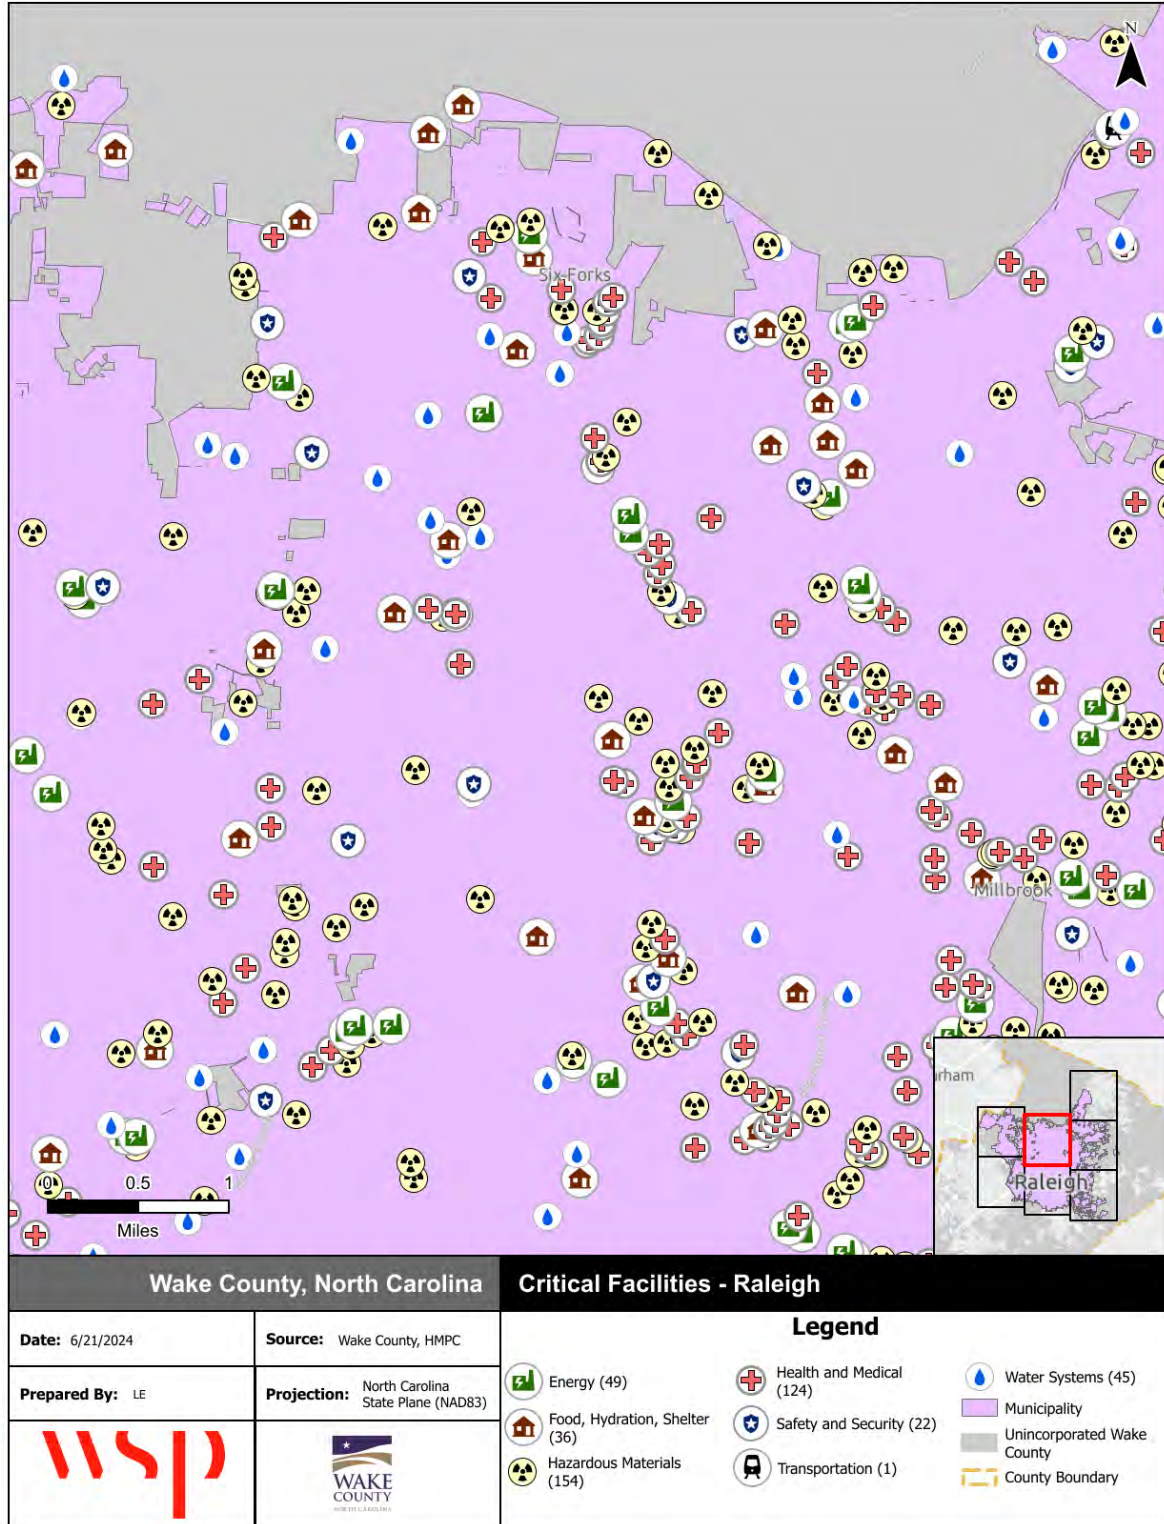 N
Six-Forks
Millbrook
0 0.5 1
Miles
rham
Raleigh
Wake County, North Carolina
Critical Facilities - Raleigh
Date: 6/21/2024
Source: Wake County, HMPC
Prepared By: LE
Projection: North Carolina
State Plane (NAD83)
wsp
WAKE
COUNTY
NORTH CAROLINA
Legend
Energy (49)
Food, Hydration, Shelter
(36)
Hazardous Materials
(154)
Health and Medical
(124)
Safety and Security (22)
Transportation (1)
Water Systems (45)
Municipality
Unincorporated Wake
County
County Boundary